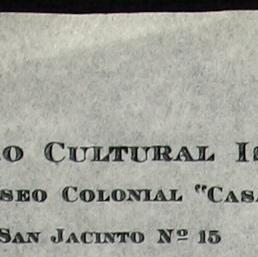 O CULTURAL I
SEO COLONIAL "CASA
SAN JACINTO Nº 15